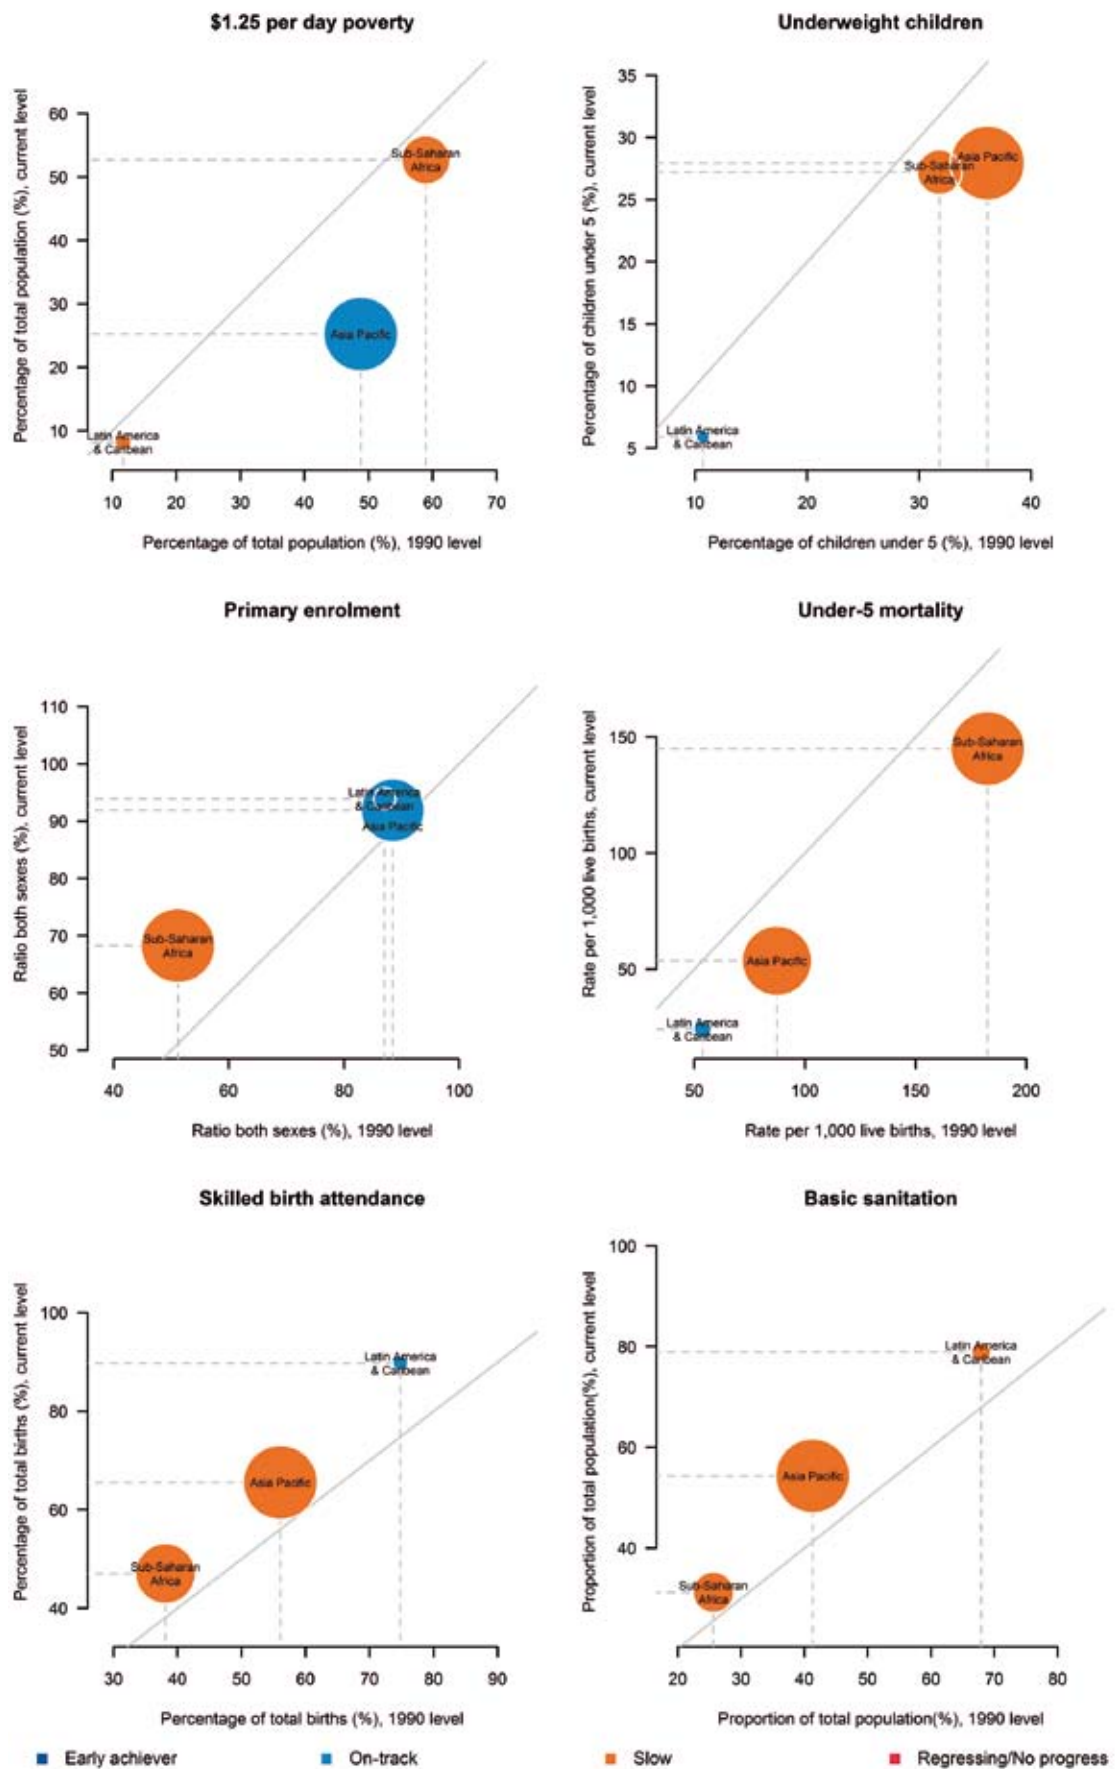 $1.25 per day poverty
Percentage of total population (%), current level
60
50
40
30
20
10
Sub-Saharan
Africa
Asia Pacific
Latin America
& Caribean
10 20 30 40 50 60 70
Percentage of total population (%), 1990 level
Underweight children
Percentage of children under 5 (%), current level
35
30
25
20
15
10
5
Sub-Saharan
Africa
Asia Pacific
Latin America
& Caribean
10 20 30 40
Percentage of children under 5 (%), 1990 level
Primary enrolment
Ratio both sexes (%), current level
110
100
90
80
70
60
50
Latin America
& Caribean
Asia Pacific
Sub-Saharan
Africa
40 60 80 100
Ratio both sexes (%), 1990 level
Under-5 mortality
Rate per 1,000 live births, current level
150
100
50
Sub-Saharan
Africa
Asia Pacific
Latin America
& Caribean
50 100 150 200
Rate per 1,000 live births, 1990 level
Skilled birth attendance
Percentage of total births (%), current level
100
80
60
40
Latin America
& Caribean
Asia Pacific
Sub-Saharan
Africa
30 40 50 60 70 80 90
Percentage of total births (%), 1990 level
Basic sanitation
Proportion of total population(%), current level
100
80
60
40
Latin America
& Caribean
Asia Pacific
Sub-Saharan
Africa
20 30 40 50 60 70 80
Proportion of total population(%), 1990 level
Early achiever On-track Slow Regressing/No progress